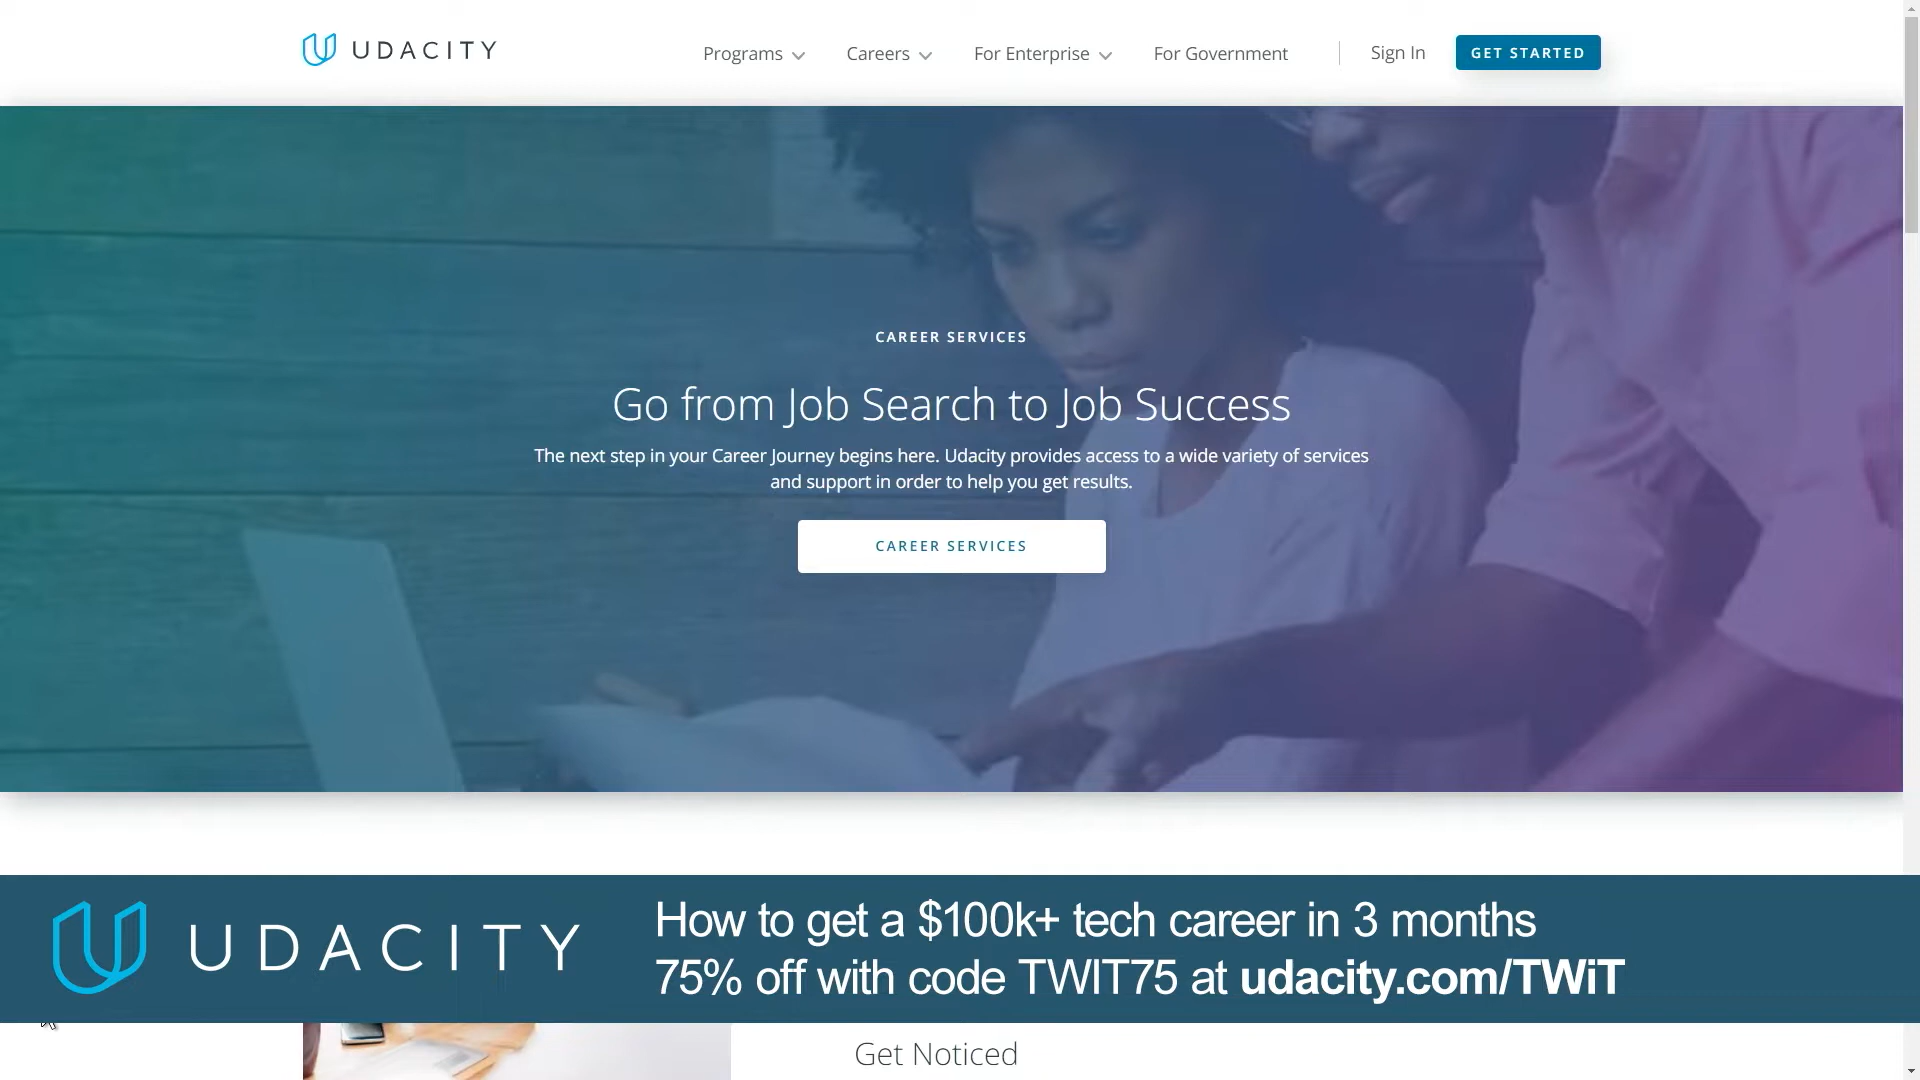 UDACITY
Programs
Careers
For Enterprise
For Government
Sign In
GET STARTED
CAREER SERVICES
Go from Job Search to Job Success
The next step in your Career Journey begins here. Udacity provides access to a wide variety of services
and support in order to help you get results.
CAREER SERVICES
UDACITY
How to get a $100k+ tech career in 3 months
75% off with code TWIT75 at udacity.com/TWiT
Get Noticed